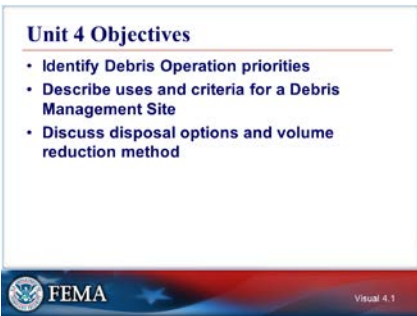 Unit 4 Objectives
• Identify Debris Operation priorities
• Describe uses and criteria for a Debris
Management Site
• Discuss disposal options and volume
reduction method
FEMA
Visual 4.1